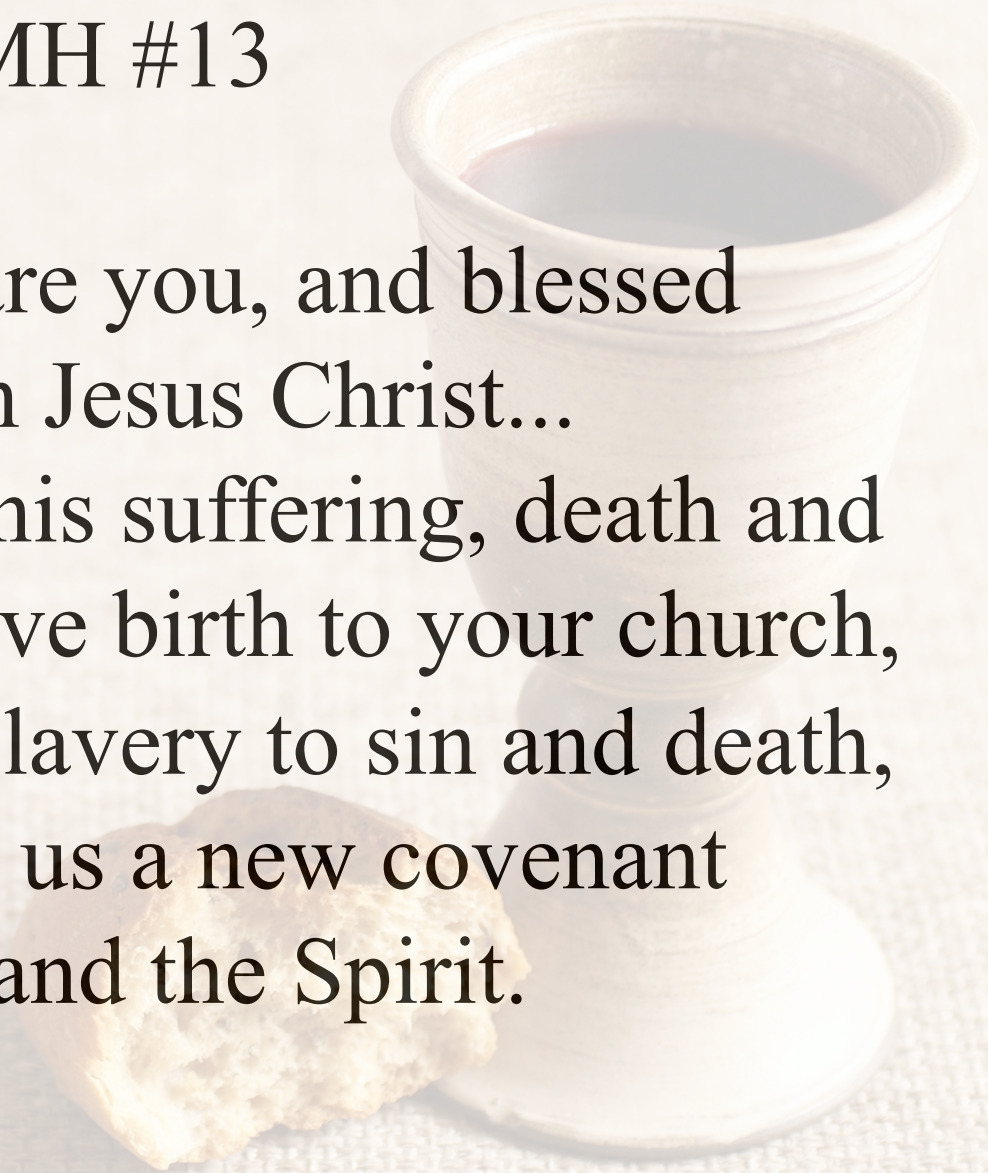 MH #13
are you, and blessed
n Jesus Christ...
his suffering, death and
ve birth to your church,
lavery to sin and death,
us a new covenant
and the Spirit.